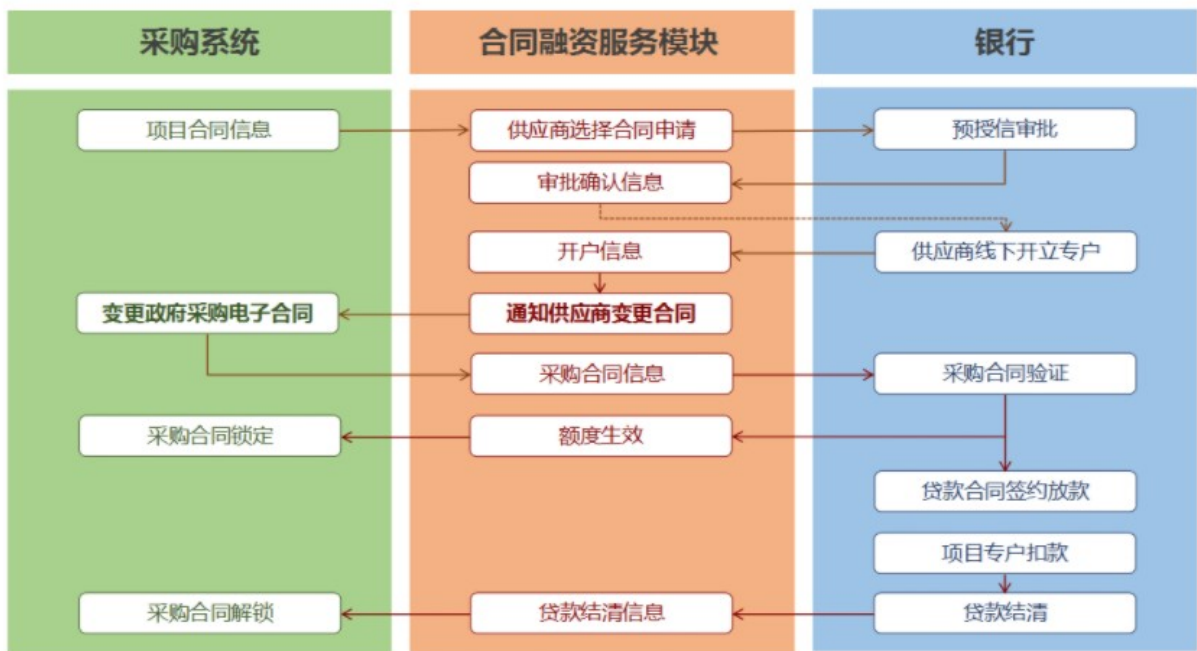 采购系统
合同融资服务模块
银行
项目合同信息
供应商选择合同申请
预授信审批
审批确认信息
开户信息
供应商线下开立专户
变更政府采购电子合同
通知供应商变更合同
采购合同信息
采购合同验证
采购合同锁定
额度生效
贷款合同签约放款
项目专户扣款
采购合同解锁
贷款结清信息
贷款结清